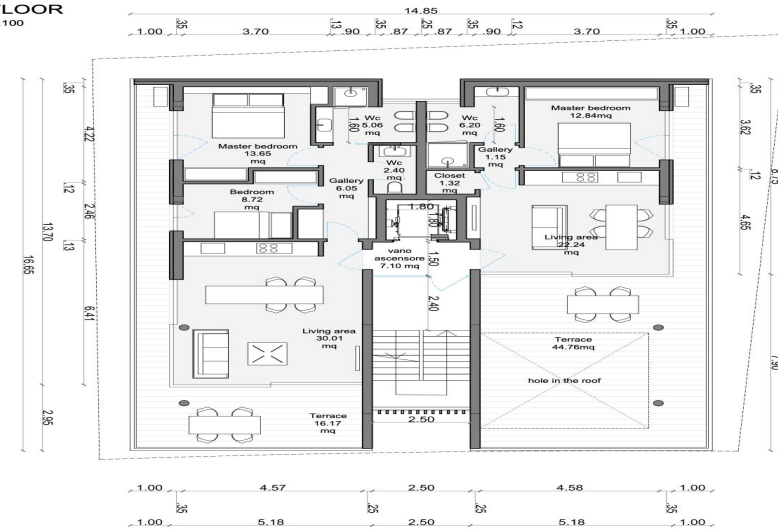 FLOOR
:100
14.85
1.00 .35 3.70 .13 .90 .35 .87 .25 .87 .35 .90 .12 3.70 .35 1.00
.35
4.22
.12
2.46
.13
6.41
13.70
2.95
16.65
.35
3.62
.12
4.65
7.90
Master bedroom
13.65
mq
Wc
5.06
mq
1.60
Wc
6.20
mq
1.60
Master bedroom
12.84mq
Gallery
1.15
mq
Wc
2.40
mq
Gallery
6.05
mq
Closet
1.32
mq
Bedroom
8.72
mq
1.80
1.80
vano
ascensore
7.10 mq
1.50
2.40
Living area
22.24
mq
Living area
30.01
mq
Terrace
44.76mq
hole in the roof
Terrace
16.17
mq
2.50
1.00 4.57 2.50 4.58 1.00
.35 .25 .25 .35
1.00 5.18 2.50 5.18 1.00